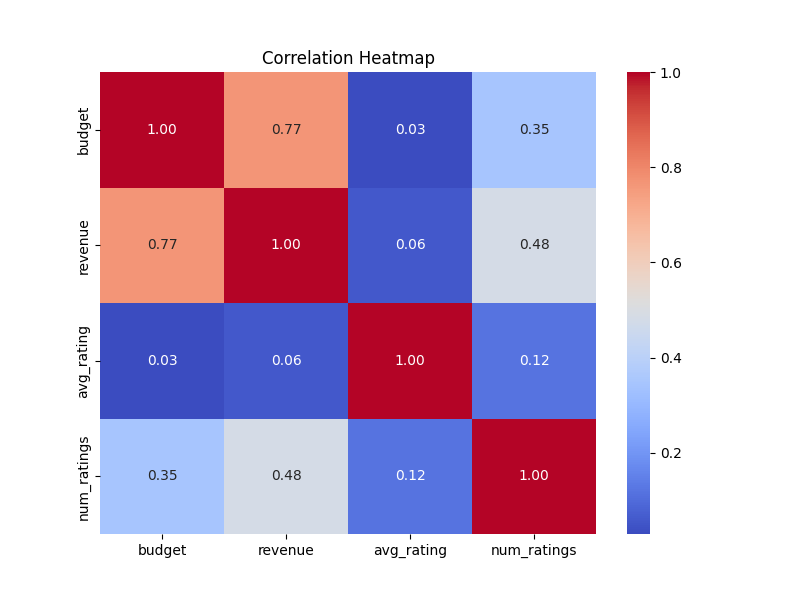 Correlation Heatmap
budget
1.00 0.77 0.03 0.35
revenue
0.77 1.00 0.06 0.48
avg_rating
0.03 0.06 1.00 0.12
num_ratings
0.35 0.48 0.12 1.00
budget revenue avg_rating num_ratings
1.0
0.8
0.6
0.4
0.2